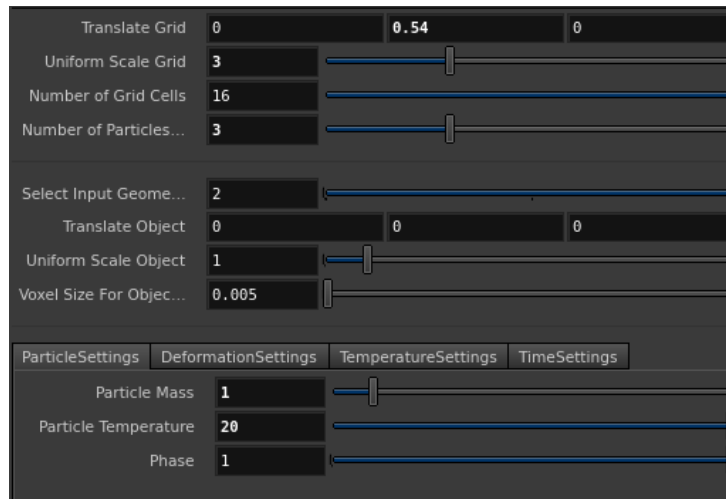 Translate Grid 0 0.54 0
Uniform Scale Grid 3
Number of Grid Cells 16
Number of Particles... 3
Select Input Geome... 2
Translate Object 0 0 0
Uniform Scale Object 1
Voxel Size For Objec... 0.005
ParticleSettings DeformationSettings TemperatureSettings TimeSettings
Particle Mass 1
Particle Temperature 20
Phase 1